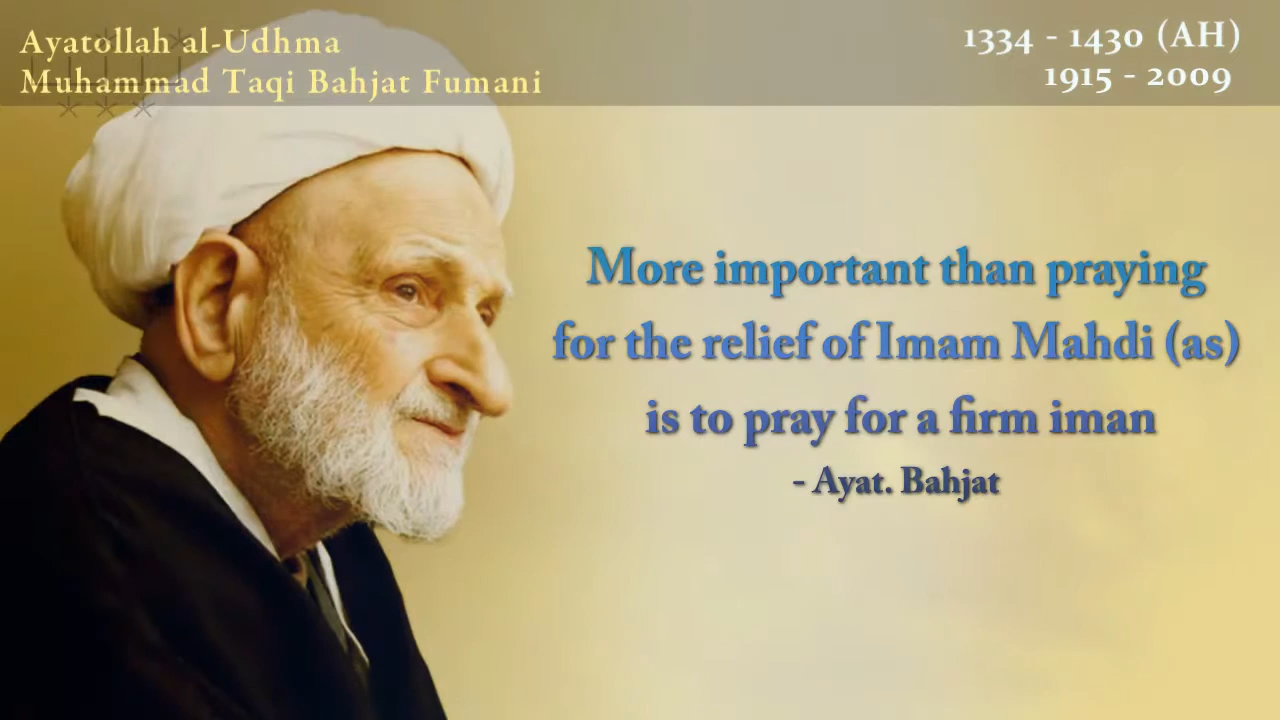 Ayatollah al-Udhma
Muhammad Taqi Bahjat Fumani
1334 - 1430 (AH)
1915 - 2009
More important than praying
for the relief of Imam Mahdi (as)
is to pray for a firm iman
- Ayat. Bahjat